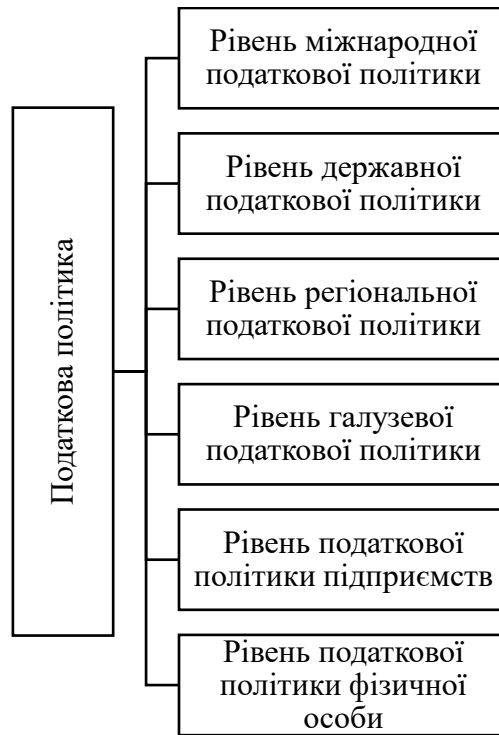 Податкова політика
Рівень міжнародної
податкової політики
Рівень державної
податкової політики
Рівень регіональної
податкової політики
Рівень галузевої
податкової політики
Рівень податкової
політики підприємств
Рівень податкової
політики фізичної
особи